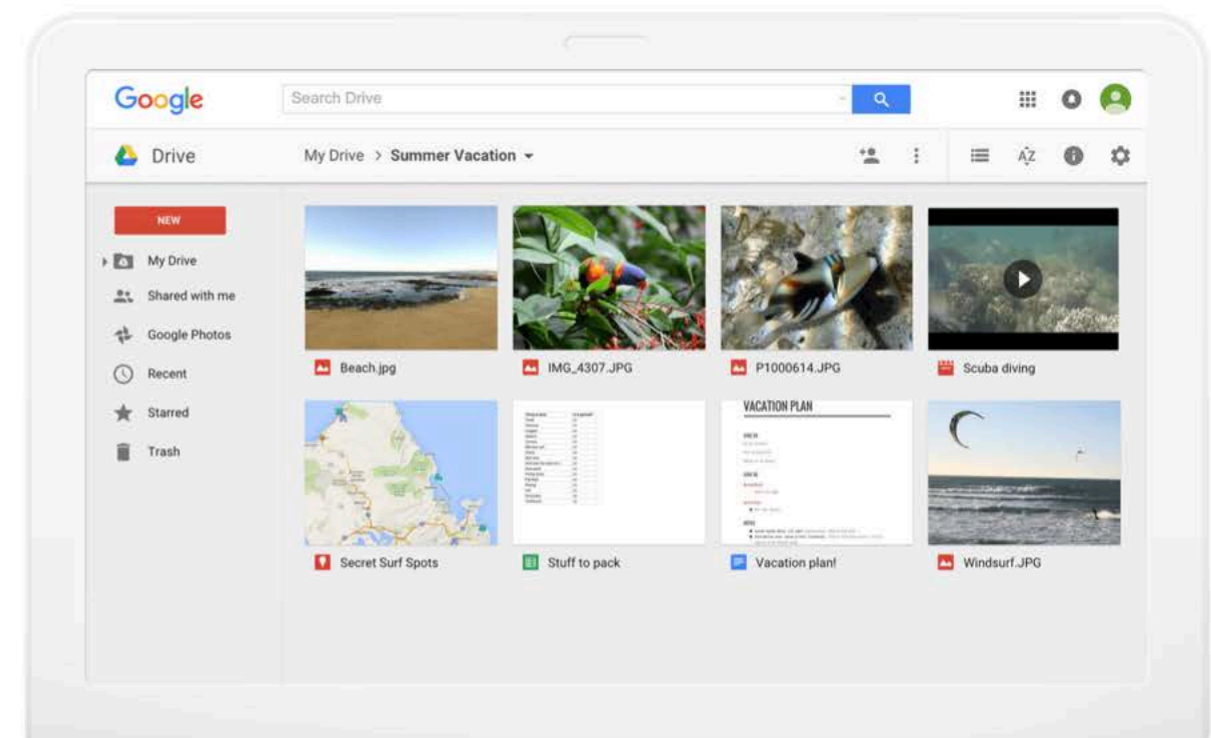 Google
Search Drive
Drive
My Drive > Summer Vacation
AZ
NEW
My Drive
Shared with me
Google Photos
Recent
Starred
Trash
Beach.jpg
IMG_4307.JPG
P1000614.JPG
Scuba diving
VACATION PLAN
Secret Surf Spots
Stuff to pack
Vacation plan!
Windsurf.JPG